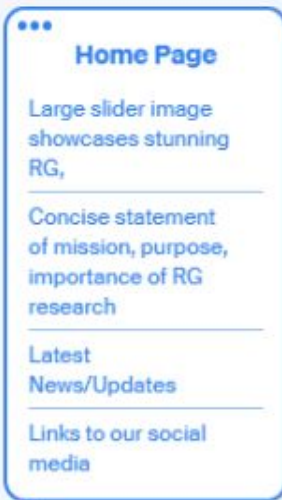 Home Page
Large slider image
showcases stunning
RG,
Concise statement
of mission, purpose,
importance of RG
research
Latest
News/Updates
Links to our social
media